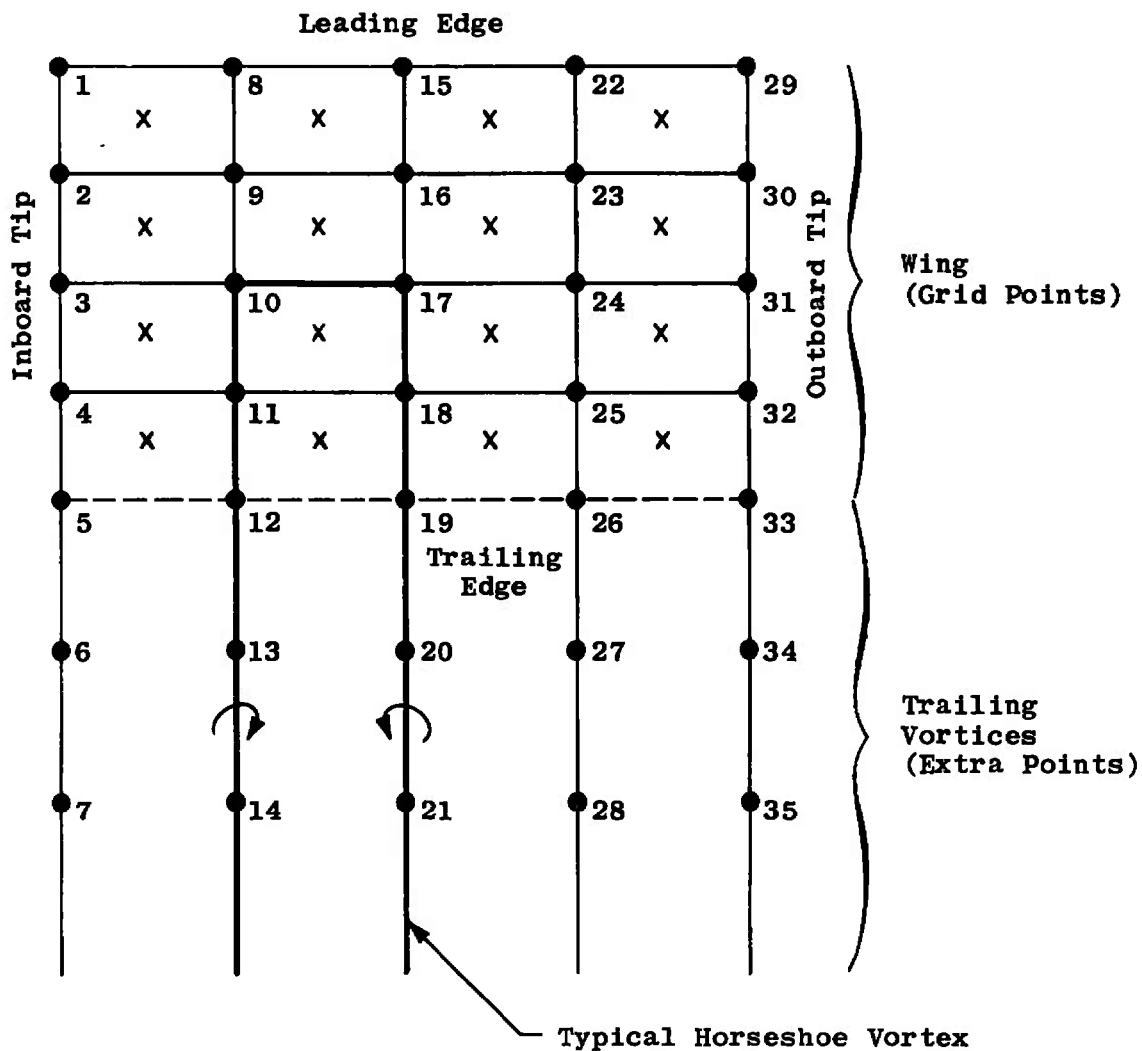 Leading Edge
1 8 15 22 29
X X X X
2 9 16 23 30
X X X X
Inboard Tip
Outboard Tip
Wing
(Grid Points)
3 10 17 24 31
X X X X
4 11 18 25 32
X X X X
5 12 19 26 33
Trailing
Edge
6 13 20 27 34
Trailing
Vortices
(Extra Points)
7 14 21 28 35
Typical Horseshoe Vortex